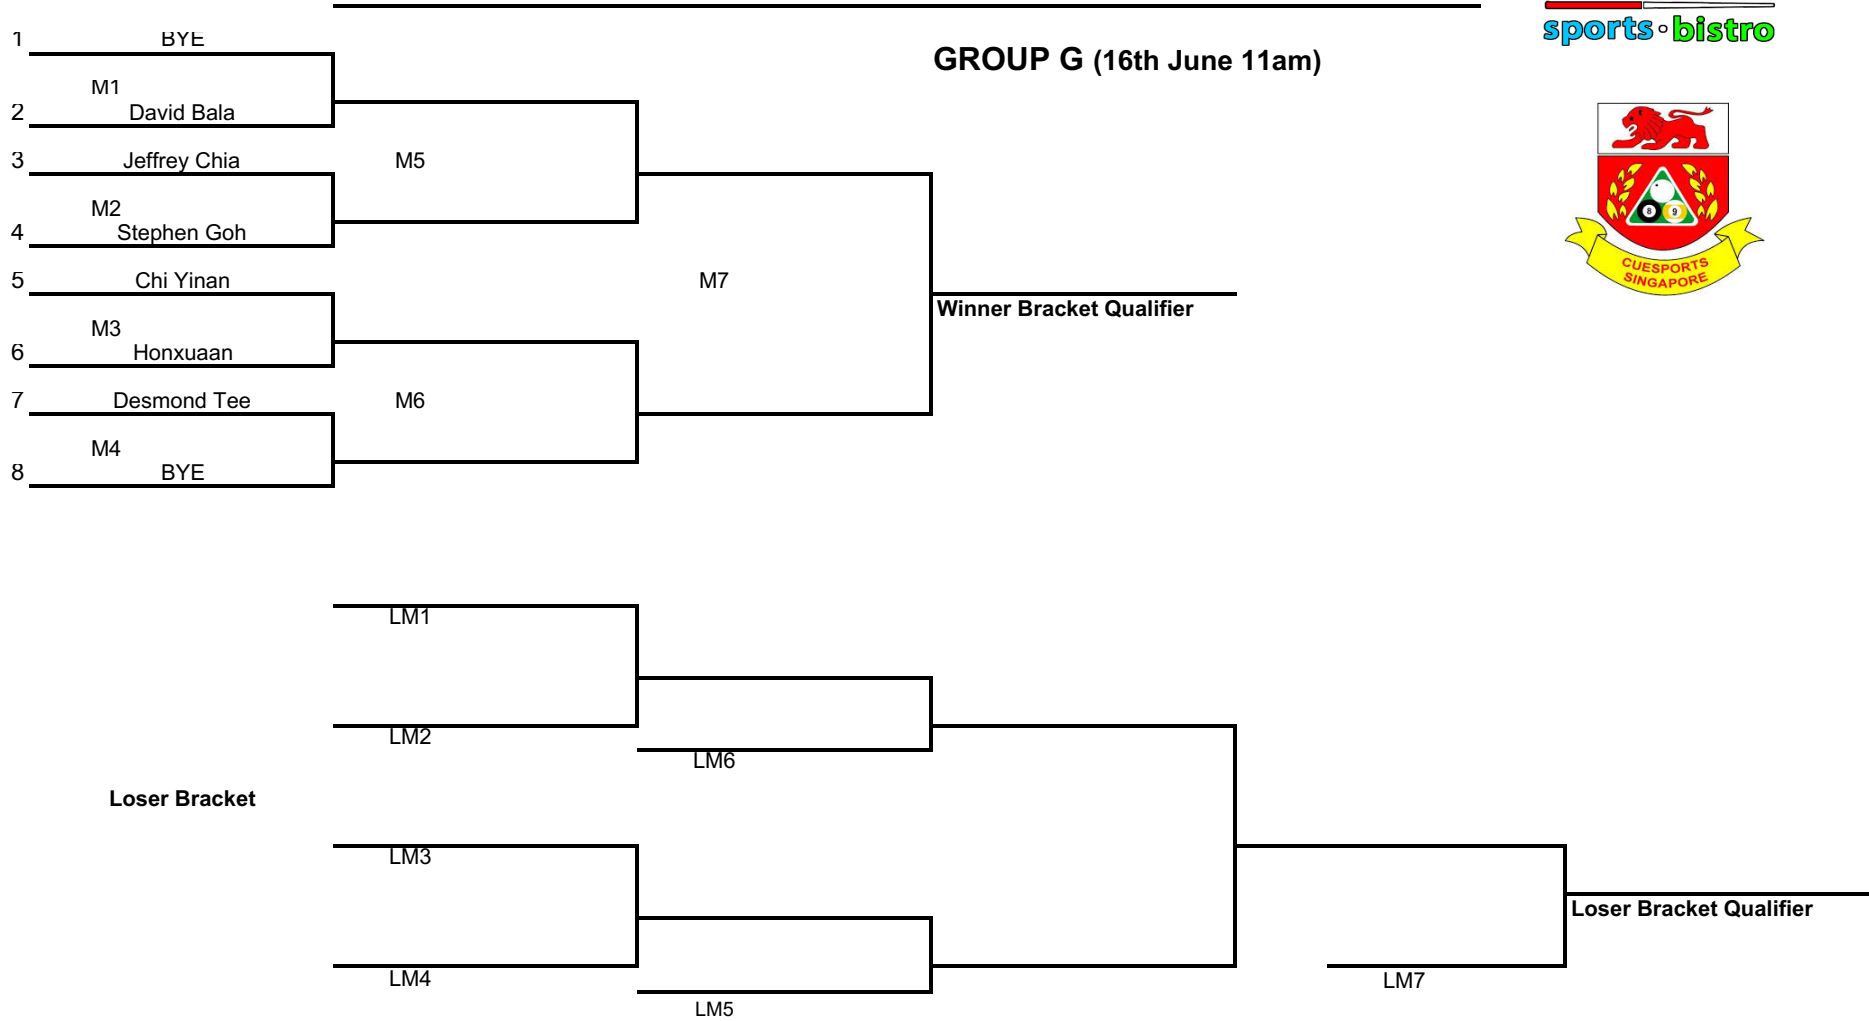 sports·bistro
GROUP G (16th June 11am)
1 BYE
M1
2 David Bala
3 Jeffrey Chia
M5
M2
4 Stephen Goh
5 Chi Yinan
M7
Winner Bracket Qualifier
M3
6 Honxuaan
7 Desmond Tee
M6
M4
8 BYE
8 9
CUESPORTS
SINGAPORE
LM1
LM2
LM6
Loser Bracket
LM3
Loser Bracket Qualifier
LM4
LM7
LM5